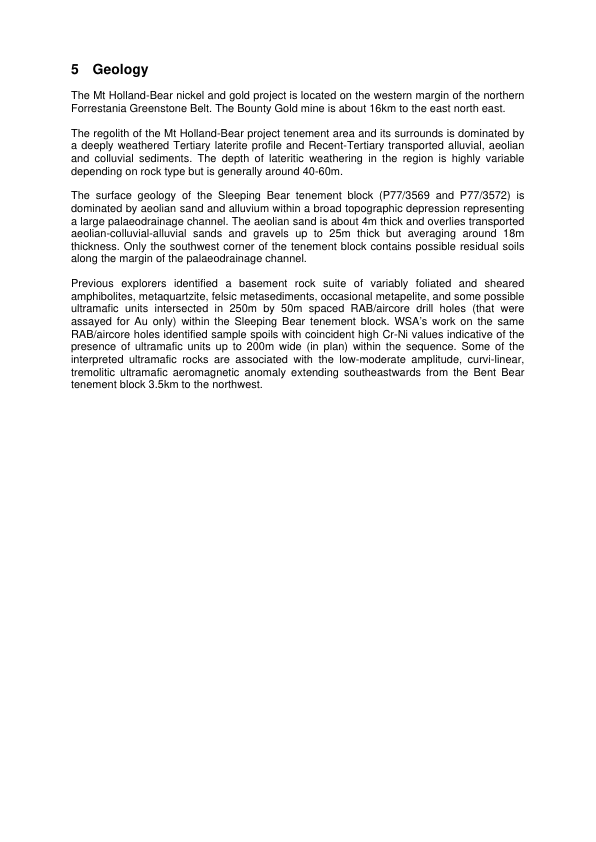 5 Geology
The Mt Holland-Bear nickel and gold project is located on the western margin of the northern
Forrestania Greenstone Belt. The Bounty Gold mine is about 16km to the east north east.
The regolith of the Mt Holland-Bear project tenement area and its surrounds is dominated by
a deeply weathered Tertiary laterite profile and Recent-Tertiary transported alluvial, aeolian
and colluvial sediments. The depth of lateritic weathering in the region is highly variable
depending on rock type but is generally around 40-60m.
The surface geology of the Sleeping Bear tenement block (P77/3569 and P77/3572) is
dominated by aeolian sand and alluvium within a broad topographic depression representing
a large palaeodrainage channel. The aeolian sand is about 4m thick and overlies transported
aeolian-colluvial-alluvial sands and gravels up to 25m thick but averaging around 18m
thickness. Only the southwest corner of the tenement block contains possible residual soils
along the margin of the palaeodrainage channel.
Previous explorers identified a basement rock suite of variably foliated and sheared
amphibolites, metaquartzite, felsic metasediments, occasional metapelite, and some possible
ultramafic units intersected in 250m by 50m spaced RAB/aircore drill holes (that were
assayed for Au only) within the Sleeping Bear tenement block. WSA's work on the same
RAB/aircore holes identified sample spoils with coincident high Cr-Ni values indicative of the
presence of ultramafic units up to 200m wide (in plan) within the sequence. Some of the
interpreted ultramafic rocks are associated with the low-moderate amplitude, curvi-linear,
tremolitic ultramafic aeromagnetic anomaly extending southeastwards from the Bent Bear
tenement block 3.5km to the northwest.